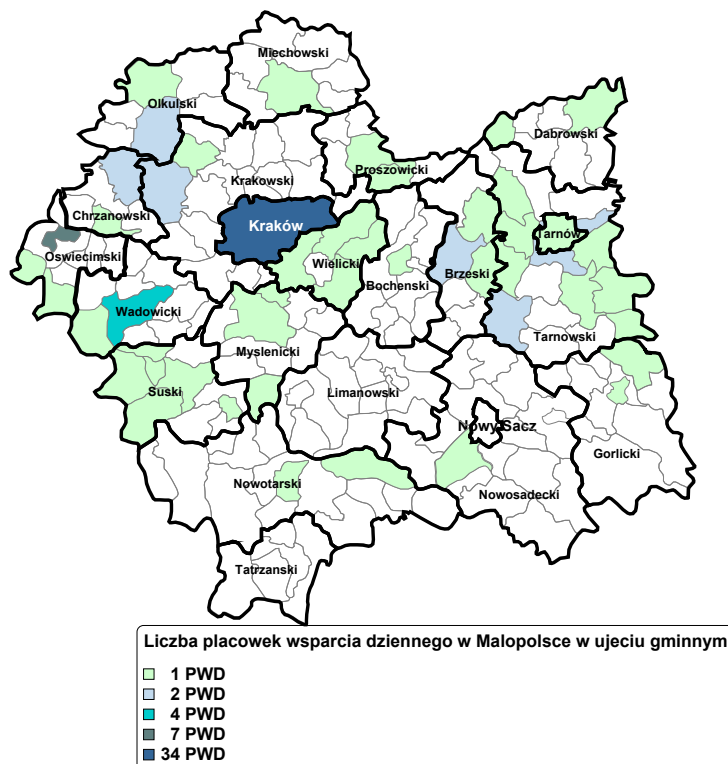 Miechowski
Olkulski
Dabrowski
Proszowicki
Krakowski
Chrzanowski
Kraków
Tarnów
Oswiecimski
Wielicki
Brzeski
Bochenski
Wadowicki
Tarnowski
Myslenicki
Suski
Limanowski
Nowy Sacz
Gorlicki
Nowotarski
Nowosadecki
Tatrzanski
Liczba placowek wsparcia dziennego w Malopolsce w ujeciu gminnym
1 PWD
2 PWD
4 PWD
7 PWD
34 PWD